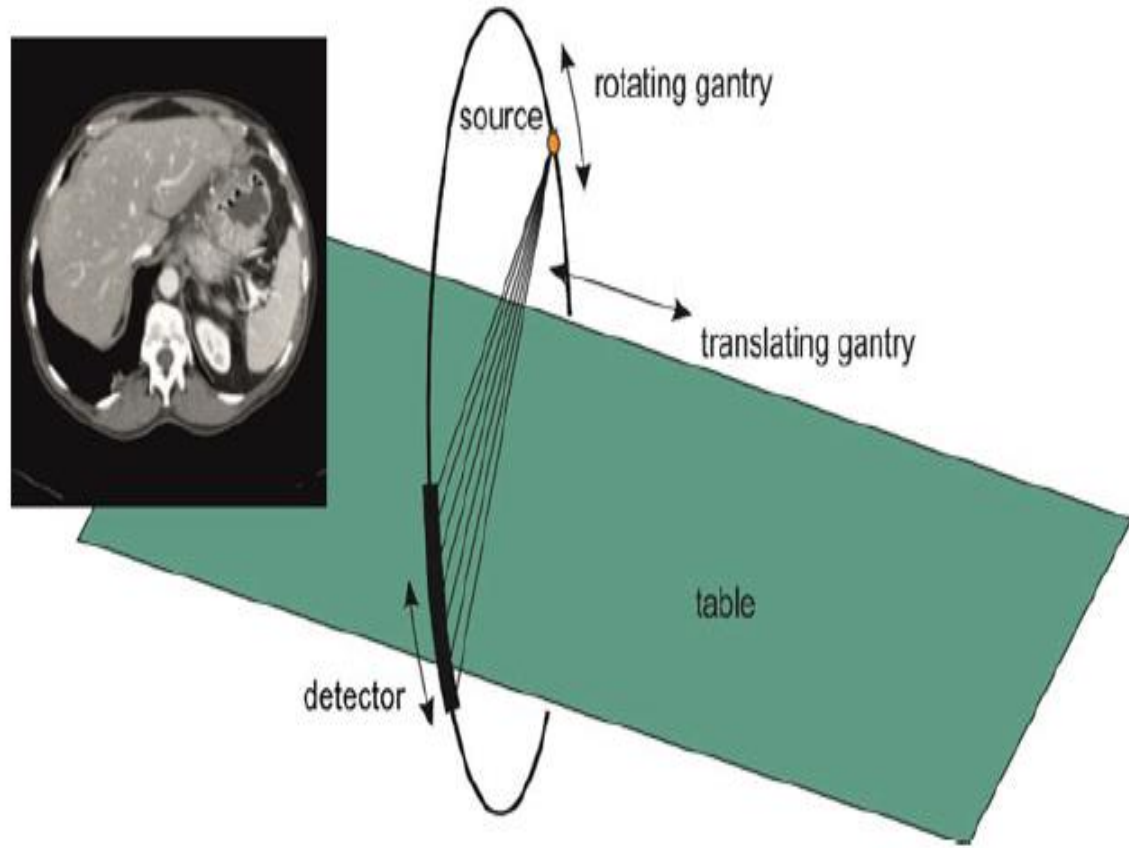 rotating gantry
source
translating gantry
table
detector